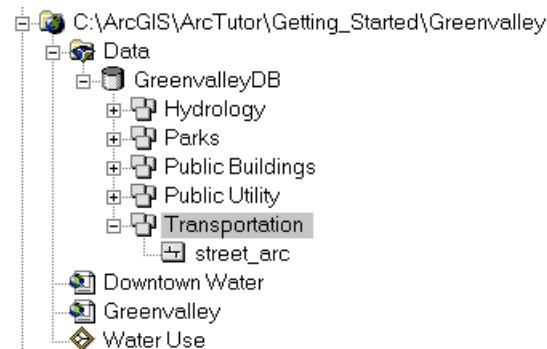 C:\ArcGIS\ArcTutor\Getting_Started\Greenvalley
Data
GreenvalleyDB
Hydrology
Parks
Public Buildings
Public Utility
Transportation
street_arc
Downtown Water
Greenvalley
Water Use